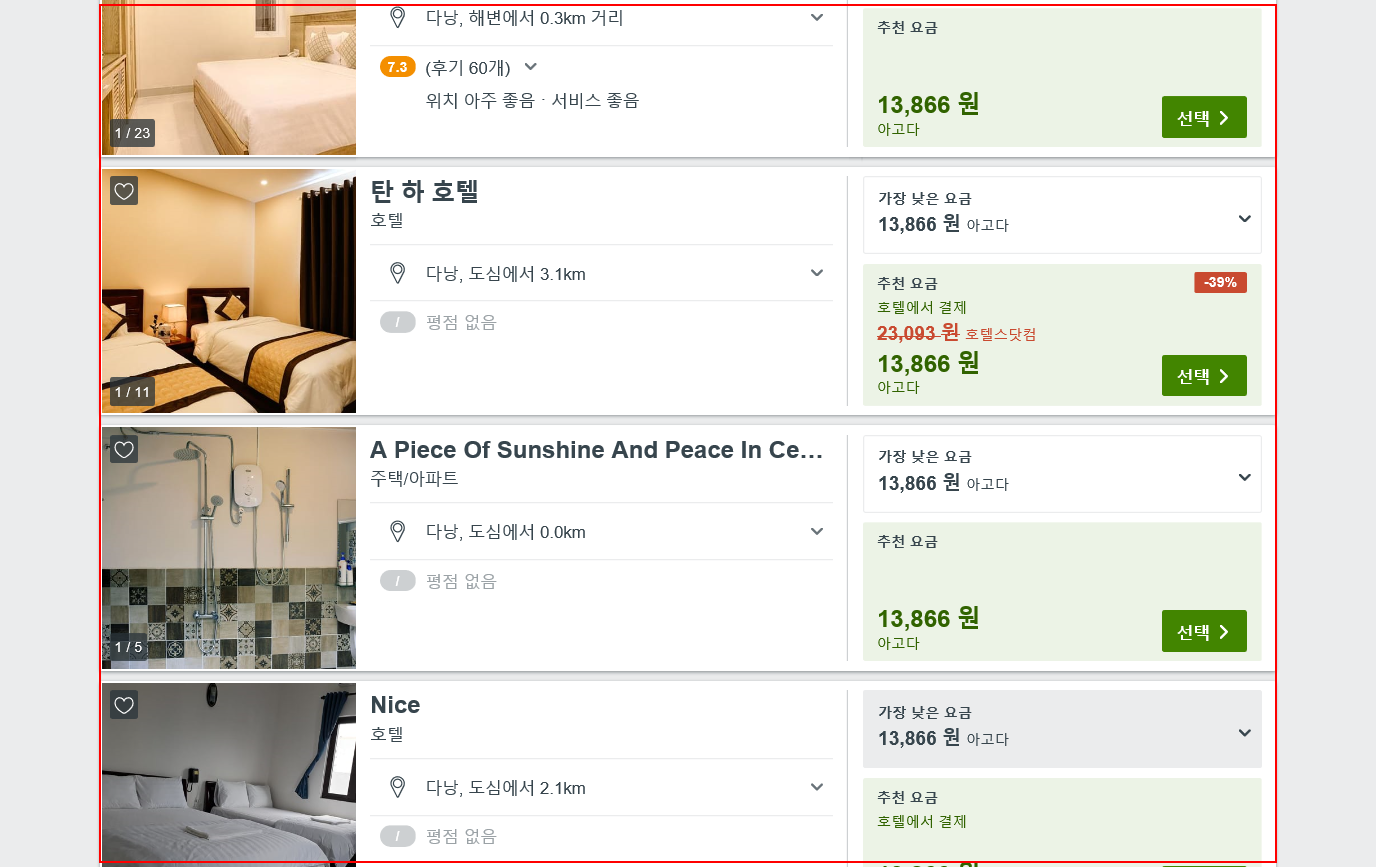 다낭, 해변에서 0.3km 거리
7.3 (후기 60개)
위치 아주 좋음 · 서비스 좋음
1 / 23
추천 요금
13,866 원
아고다
선택
탄 하 호텔
호텔
다낭, 도심에서 3.1km
/ 평점 없음
1 / 11
가장 낮은 요금
13,866 원 아고다
추천 요금
-39%
호텔에서 결제
23,093 원 호텔스닷컴
13,866 원
아고다
선택
A Piece Of Sunshine And Peace In Ce...
주택/아파트
다낭, 도심에서 0.0km
/ 평점 없음
1 / 5
가장 낮은 요금
13,866 원 아고다
추천 요금
13,866 원
아고다
선택
Nice
호텔
다낭, 도심에서 2.1km
/ 평점 없음
가장 낮은 요금
13,866 원 아고다
추천 요금
호텔에서 결제